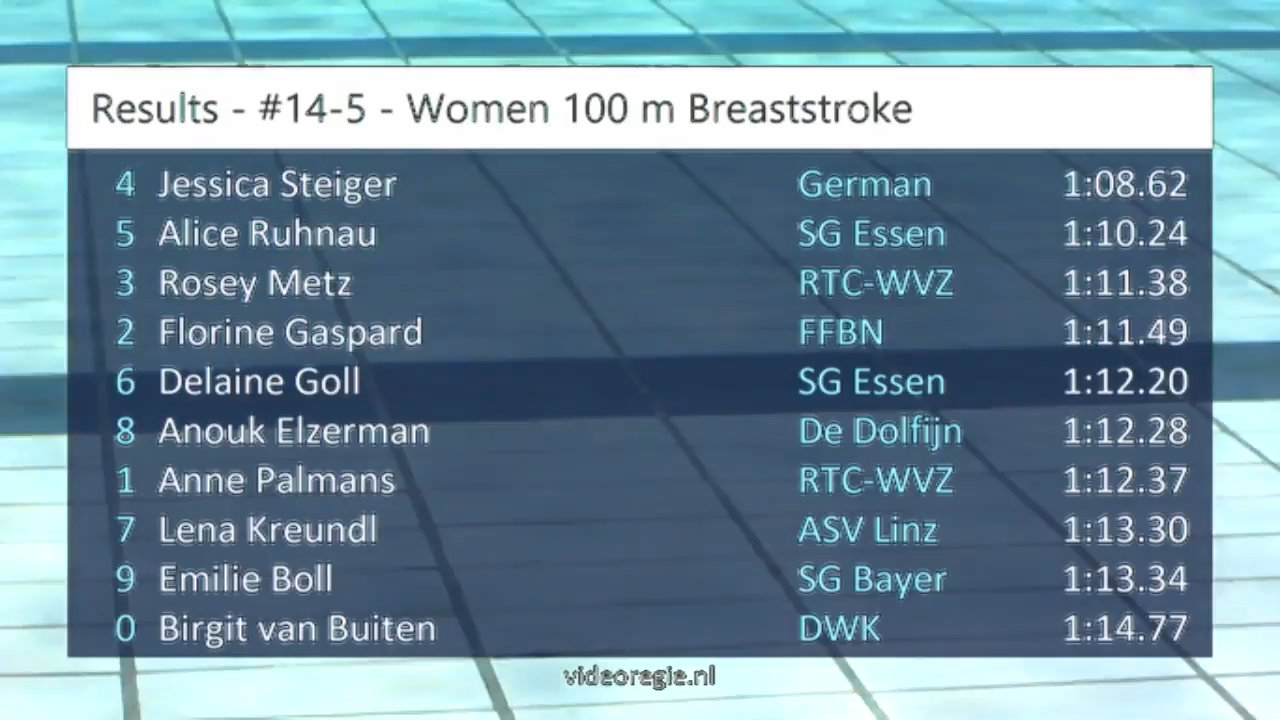 Results - #14-5 - Women 100 m Breaststroke
4 Jessica Steiger German 1:08.62
5 Alice Ruhnau SG Essen 1:10.24
3 Rosey Metz RTC-WVZ 1:11.38
2 Florine Gaspard FFBN 1:11.49
6 Delaine Goll SG Essen 1:12.20
8 Anouk Elzerman De Dolfijn 1:12.28
1 Anne Palmans RTC-WVZ 1:12.37
7 Lena Kreundl ASV Linz 1:13.30
9 Emilie Boll SG Bayer 1:13.34
0 Birgit van Buiten DWK 1:14.77
videoregie.nl